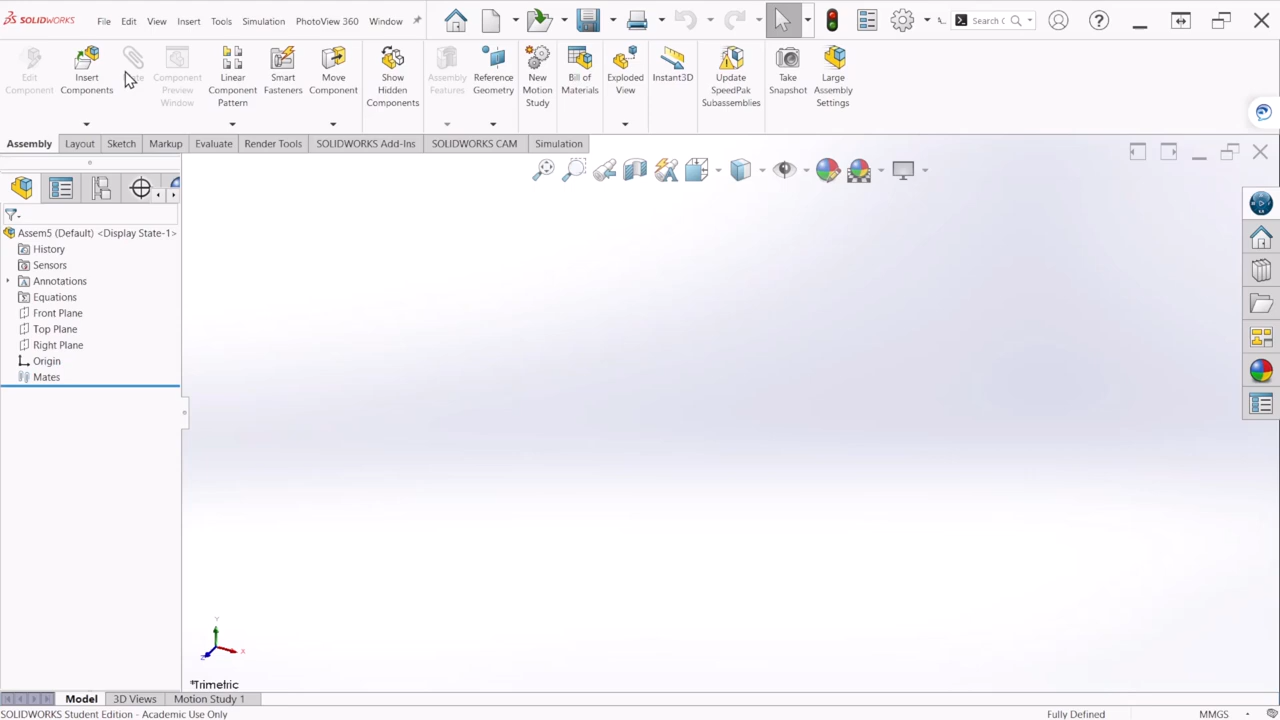 SOLIDWORKS File Edit View Insert Tools Simulation PhotoView 360 Window Search C
Edit Component
Insert Components
Component Preview Window
Linear Component Pattern
Smart Fasteners
Move Component
Show Hidden Components
Assembly Features
Reference Geometry
New Motion Study
Bill of Materials
Exploded View
Instant3D
Update SpeedPak Subassemblies
Take Snapshot
Large Assembly Settings
Assembly Layout Sketch Markup Evaluate Render Tools SOLIDWORKS Add-Ins SOLIDWORKS CAM Simulation
Assem5 (Default) <Display State-1>
History
Sensors
Annotations
Equations
Front Plane
Top Plane
Right Plane
Origin
Mates
Y
X
Z
*Trimetric
Model 3D Views Motion Study 1
SOLIDWORKS Student Edition - Academic Use Only Fully Defined MMGS